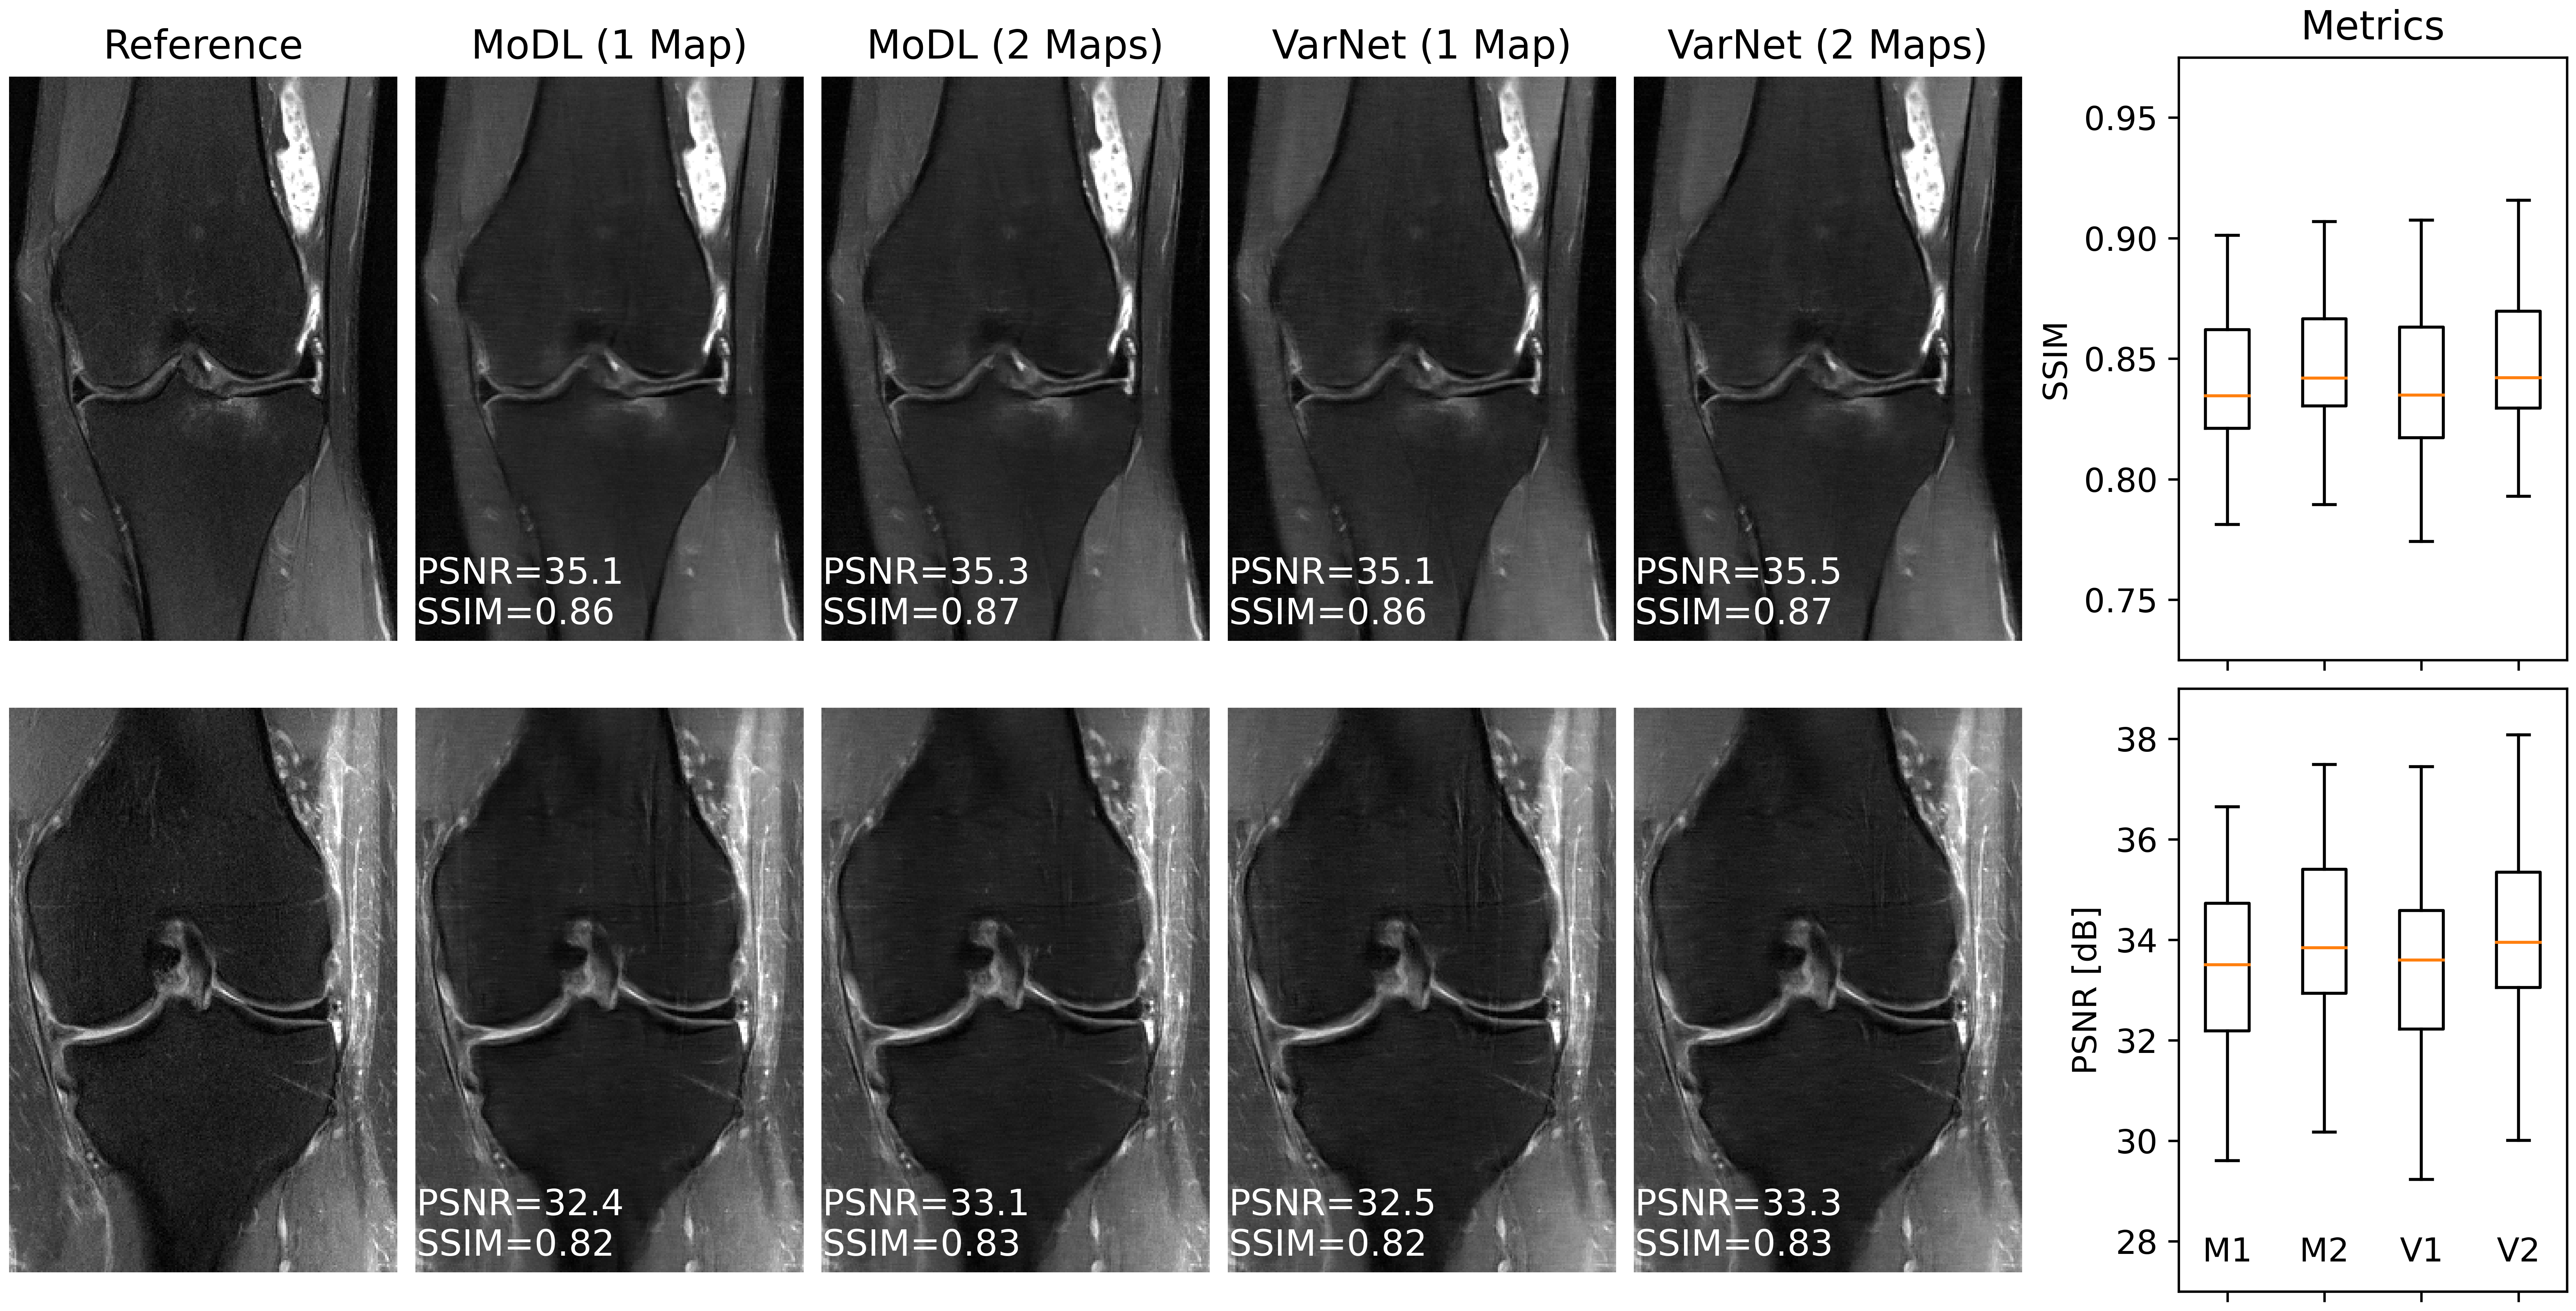 Reference
MoDL (1 Map)
MoDL (2 Maps)
VarNet (1 Map)
VarNet (2 Maps)
Metrics
PSNR=35.1
SSIM=0.86
PSNR=35.3
SSIM=0.87
PSNR=35.1
SSIM=0.86
PSNR=35.5
SSIM=0.87
SSIM
0.95
0.90
0.85
0.80
0.75
PSNR=32.4
SSIM=0.82
PSNR=33.1
SSIM=0.83
PSNR=32.5
SSIM=0.82
PSNR=33.3
SSIM=0.83
PSNR [dB]
38
36
34
32
30
28
M1 M2 V1 V2